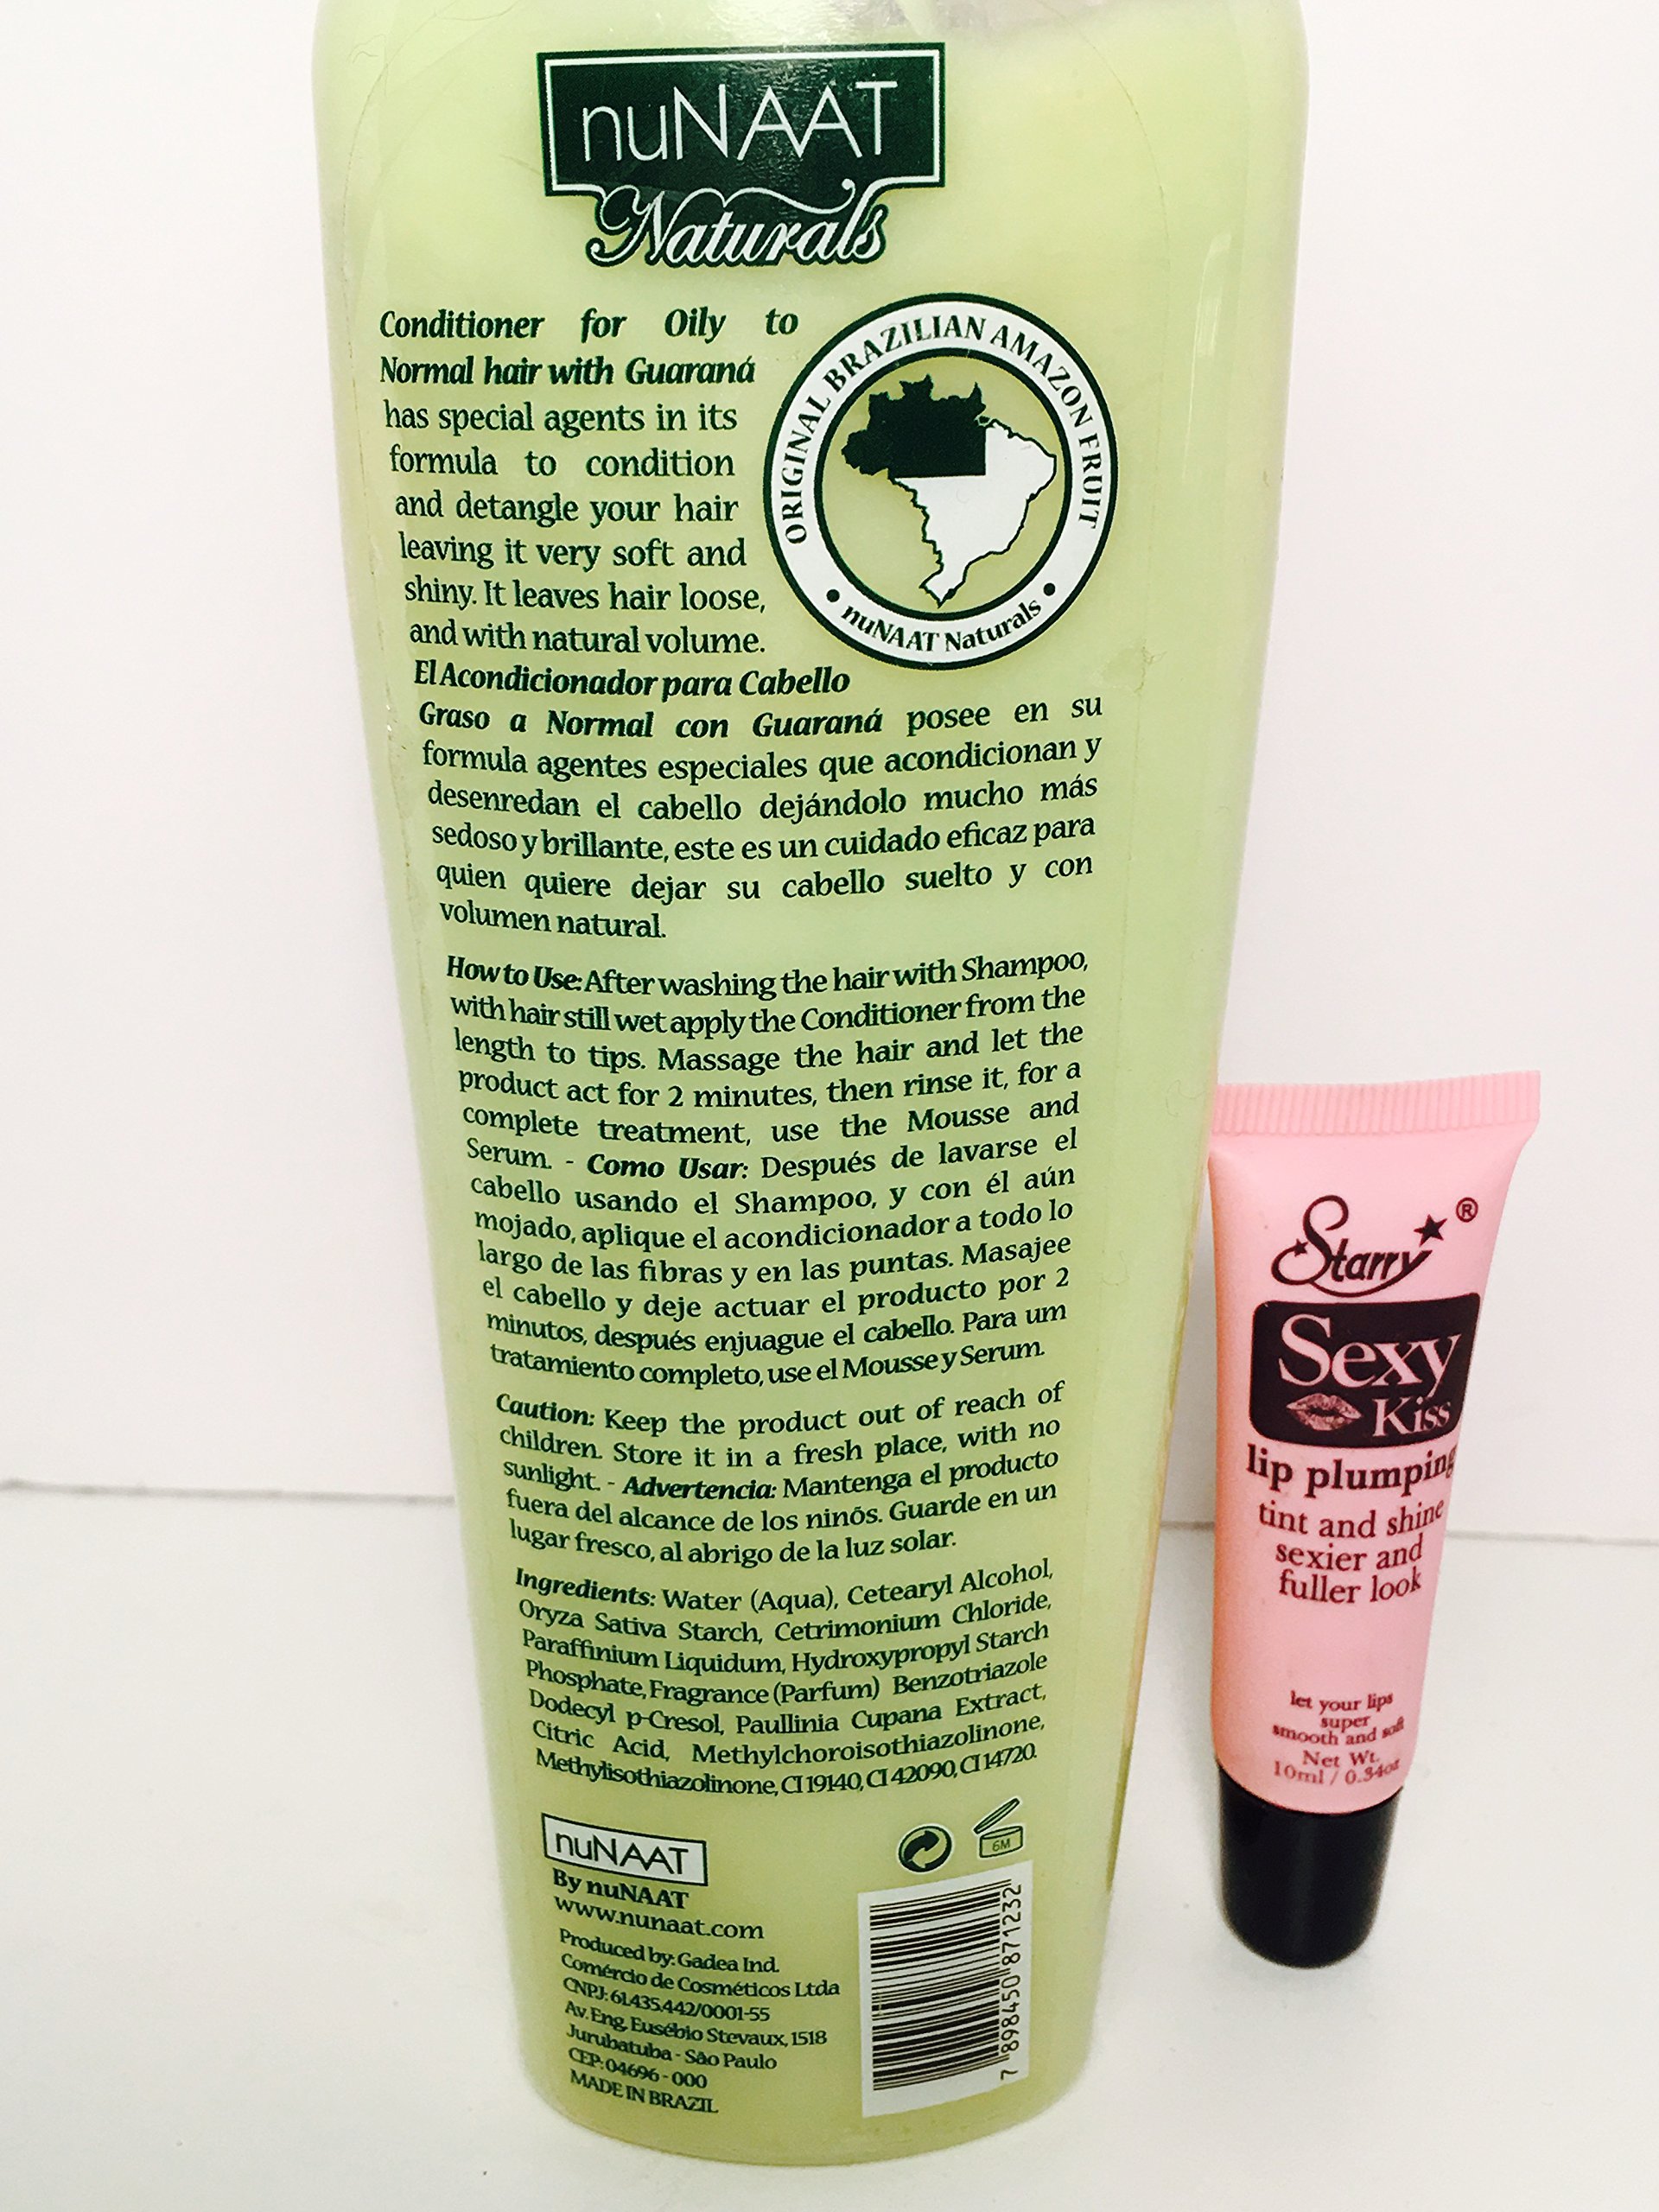 nuNAAT
Naturals
Conditioner for Oily to
Normal hair with Guaraná
has special agents in its
formula to condition
and detangle your hair
leaving it very soft and
shiny. It leaves hair loose,
and with natural volume.
ORIGINAL BRAZILIAN AMAZON FRUIT
• nuNAAT Naturals •
El Acondicionador para Cabello
Graso a Normal con Guaraná posee en su
formula agentes especiales que acondicionan y
desenredan el cabello dejándolo mucho más
sedoso y brillante, este es un cuidado eficaz para
quien quiere dejar su cabello suelto y con
volumen natural.
How to Use: After washing the hair with Shampoo,
with hair still wet apply the Conditioner from the
length to tips. Massage the hair and let the
product act for 2 minutes, then rinse it, for a
complete treatment, use the Mousse and
Serum. - Como Usar: Después de lavarse el
cabello usando el Shampoo, y con él aún
mojado, aplique el acondicionador a todo lo
largo de las fibras y en las puntas. Masajee
el cabello y deje actuar el producto por 2
minutos, después enjuague el cabello. Para um
tratamiento completo, use el Mousse y Serum.
Caution: Keep the product out of reach of
children. Store it in a fresh place, with no
sunlight. - Advertencia: Mantenga el producto
fuera del alcance de los ninõs. Guarde en un
lugar fresco, al abrigo de la luz solar.
Ingredients: Water (Aqua), Cetearyl Alcohol,
Oryza Sativa Starch, Cetrimonium Chloride,
Paraffinium Liquidum, Hydroxypropyl Starch
Phosphate, Fragrance (Parfum) Benzotriazole
Dodecyl p-Cresol, Paullinia Cupana Extract,
Citric Acid, Methylchoroisothiazolinone,
Methylisothiazolinone, CI 19140, CI 42090, CI 14720.
nuNAAT
By nuNAAT
www.nunaat.com
Produced by: Gadea Ind.
Comércio de Cosméticos Ltda
CNPJ: 61.435.442/0001-55
Av. Eng. Eusébio Stevaux, 1518
Jurubatuba - São Paulo
CEP: 04696 - 000
MADE IN BRAZIL
6M
7 898450 871232
Starry ®
Sexy
Kiss
lip plumping
tint and shine
sexier and
fuller look
let your lips
super
smooth and soft
Net Wt.
10ml / 0.34oz